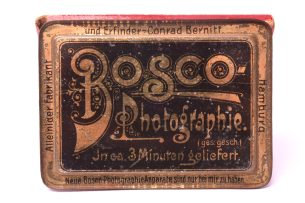 Alleiniger Fabrikant
und Erfinder-Conrad Bernitt.
Hamburg
Bosco-
Photographie.
(ges. gesch.)
In ca. 3 Minuten geliefert.
Neue Bosco-Photographie Apparate sind nur bei mir zu haben.